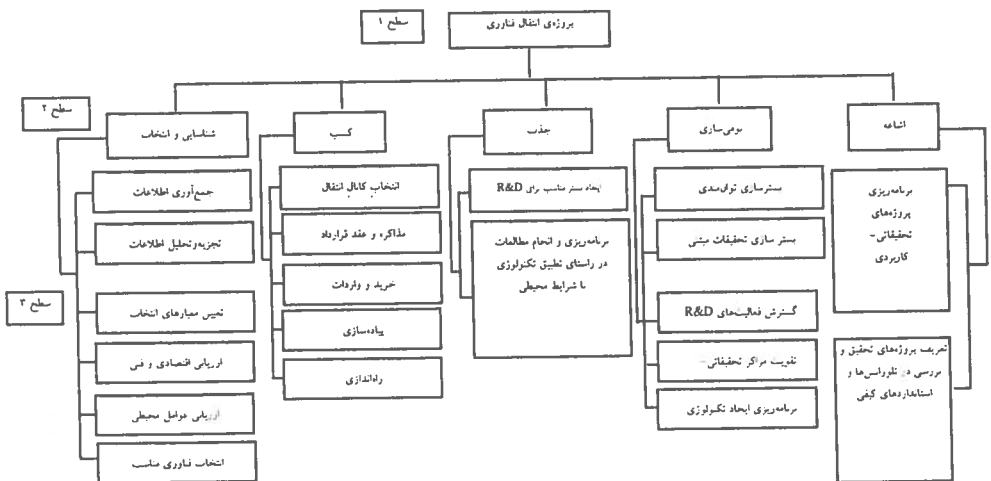 پروژه‌ی انتقال فناوری
سطح ۱
سطح ۲
شناسایی و انتخاب
کسب
جذب
بومی‌سازی
اشاعه
جمع‌آوری اطلاعات
تجزیه‌وتحلیل اطلاعات
سطح ۳
تعیین معیارهای انتخاب
ارزیابی اقتصادی و فنی
ارزیابی عوامل محیطی
انتخاب فناوری مناسب
انتخاب کانال انتقال
مذاکره و عقد قرارداد
خرید و واردات
پیاده‌سازی
راه‌اندازی
ایجاد بستر مناسب برای R&D
برنامه‌ریزی و انجام مطالعات
در راستای تطبیق تکنولوژی
با شرایط محیطی
بسترسازی توان‌مندی
بستر سازی تحقیقات مبتنی
گسترش فعالیت‌های R&D
تقویت مراکز تحقیقاتی-
برنامه‌ریزی ایجاد تکنولوژی
برنامه‌ریزی
پروژه‌های
تحقیقاتی-
کاربردی
تعریف پروژه‌های تحقیق و
بررسی در تلورانس‌ها و
استانداردهای کیفی